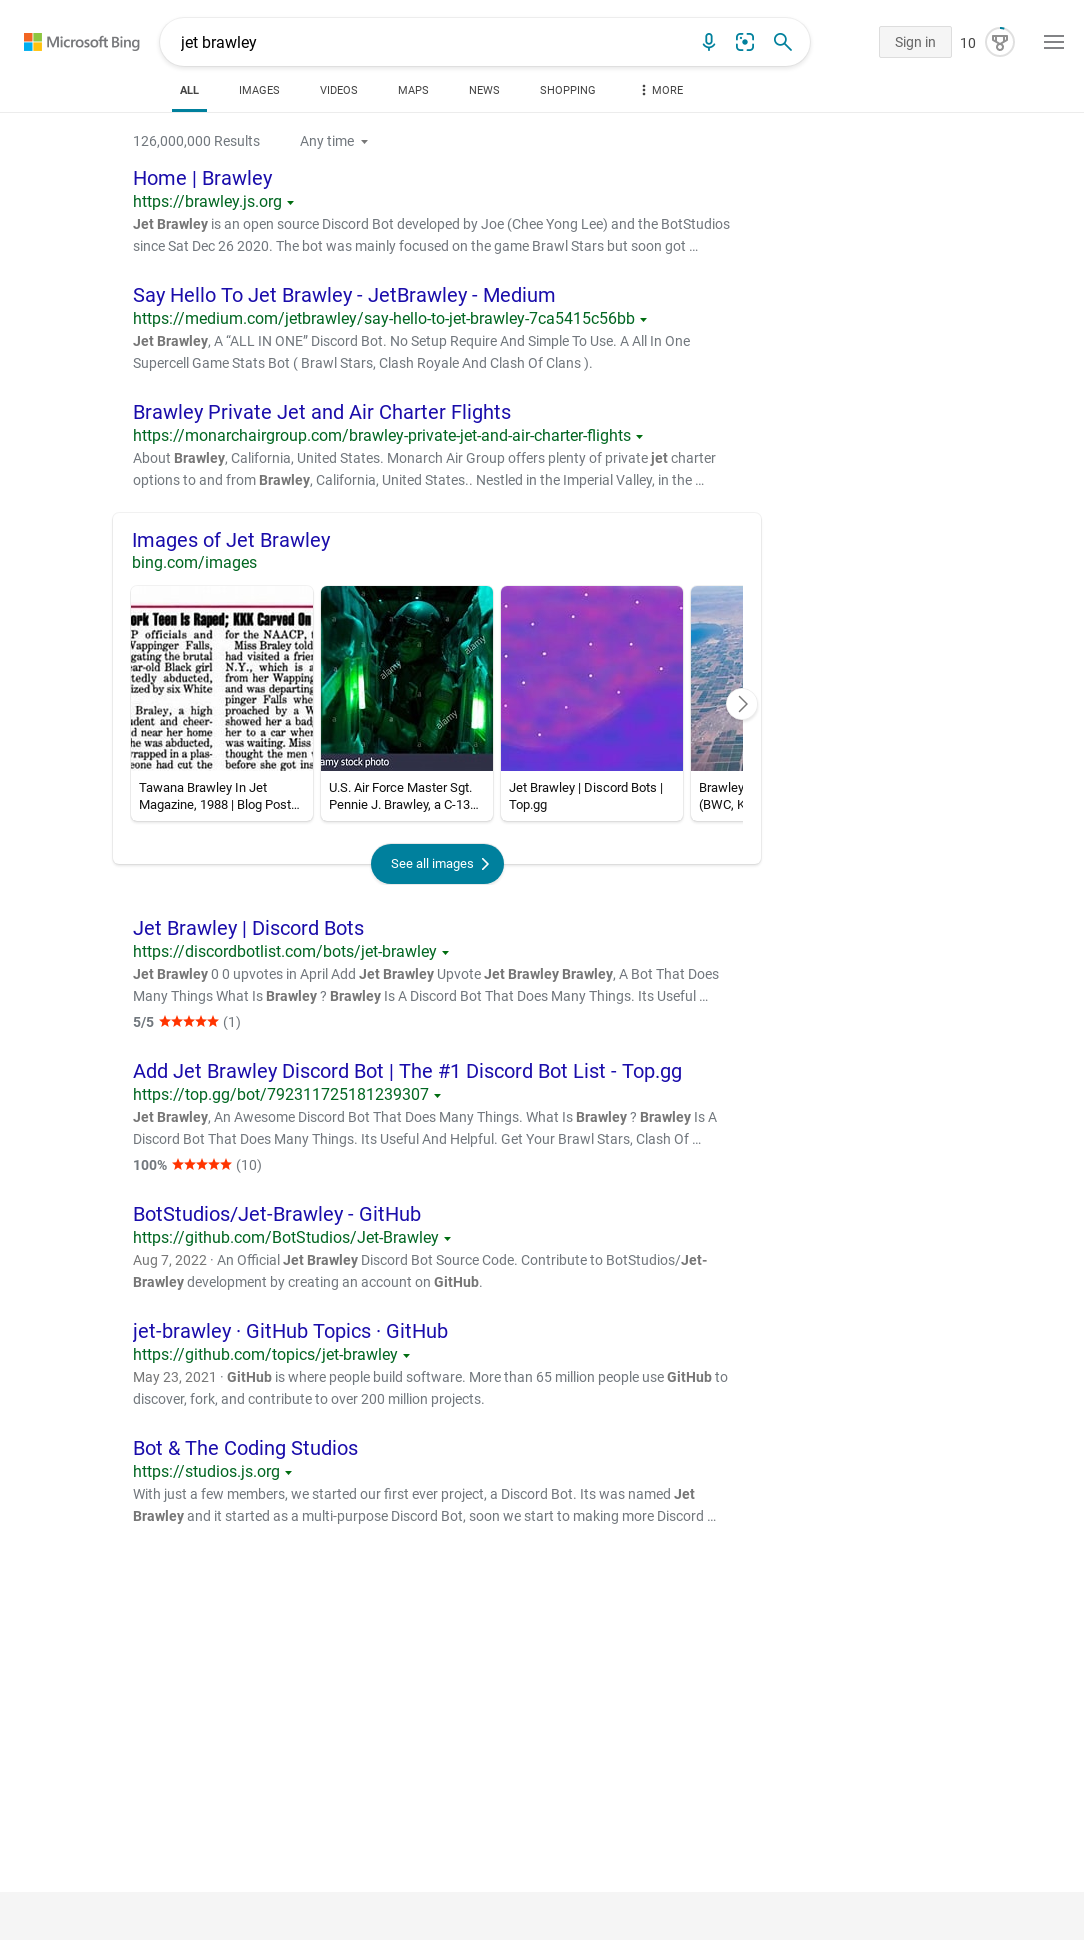 Microsoft Bing
jet brawley
Sign in
10
ALL
IMAGES
VIDEOS
MAPS
NEWS
SHOPPING
MORE
126,000,000 Results
Any time
Home | Brawley
https://brawley.js.org
Jet Brawley is an open source Discord Bot developed by Joe (Chee Yong Lee) and the BotStudios
since Sat Dec 26 2020. The bot was mainly focused on the game Brawl Stars but soon got …
Say Hello To Jet Brawley - JetBrawley - Medium
https://medium.com/jetbrawley/say-hello-to-jet-brawley-7ca5415c56bb
Jet Brawley, A “ALL IN ONE” Discord Bot. No Setup Require And Simple To Use. A All In One
Supercell Game Stats Bot ( Brawl Stars, Clash Royale And Clash Of Clans ).
Brawley Private Jet and Air Charter Flights
https://monarchairgroup.com/brawley-private-jet-and-air-charter-flights
About Brawley, California, United States. Monarch Air Group offers plenty of private jet charter
options to and from Brawley, California, United States.. Nestled in the Imperial Valley, in the …
Images of Jet Brawley
bing.com/images
ork Teen Is Raped; KKK Carved On
P officials and
Wappinger Falls,
gating the brutal
ear-old Black girl
tedly abducted,
ized by six White
Braley, a high
udent and cheer-
d near her home
he was abducted,
wrapped in a plas-
eone had cut the
for the NAACP, f
Miss Braley told
had visited a frien
N.Y., which is a
from her Wapping
and was departing
pinger Falls whe
proached by a W
showed her a bad
her to a car wher
was waiting. Miss
thought the men
before she got ins
alamy
alamy
alamy
amy stock photo
Tawana Brawley In Jet
Magazine, 1988 | Blog Post…
U.S. Air Force Master Sgt.
Pennie J. Brawley, a C-13…
Jet Brawley | Discord Bots |
Top.gg
Brawley
(BWC, K
See all images
Jet Brawley | Discord Bots
https://discordbotlist.com/bots/jet-brawley
Jet Brawley 0 0 upvotes in April Add Jet Brawley Upvote Jet Brawley Brawley, A Bot That Does
Many Things What Is Brawley ? Brawley Is A Discord Bot That Does Many Things. Its Useful …
5/5 ★★★★★ (1)
Add Jet Brawley Discord Bot | The #1 Discord Bot List - Top.gg
https://top.gg/bot/792311725181239307
Jet Brawley, An Awesome Discord Bot That Does Many Things. What Is Brawley ? Brawley Is A
Discord Bot That Does Many Things. Its Useful And Helpful. Get Your Brawl Stars, Clash Of …
100% ★★★★★ (10)
BotStudios/Jet-Brawley - GitHub
https://github.com/BotStudios/Jet-Brawley
Aug 7, 2022 · An Official Jet Brawley Discord Bot Source Code. Contribute to BotStudios/Jet-
Brawley development by creating an account on GitHub.
jet-brawley · GitHub Topics · GitHub
https://github.com/topics/jet-brawley
May 23, 2021 · GitHub is where people build software. More than 65 million people use GitHub to
discover, fork, and contribute to over 200 million projects.
Bot & The Coding Studios
https://studios.js.org
With just a few members, we started our first ever project, a Discord Bot. Its was named Jet
Brawley and it started as a multi-purpose Discord Bot, soon we start to making more Discord …